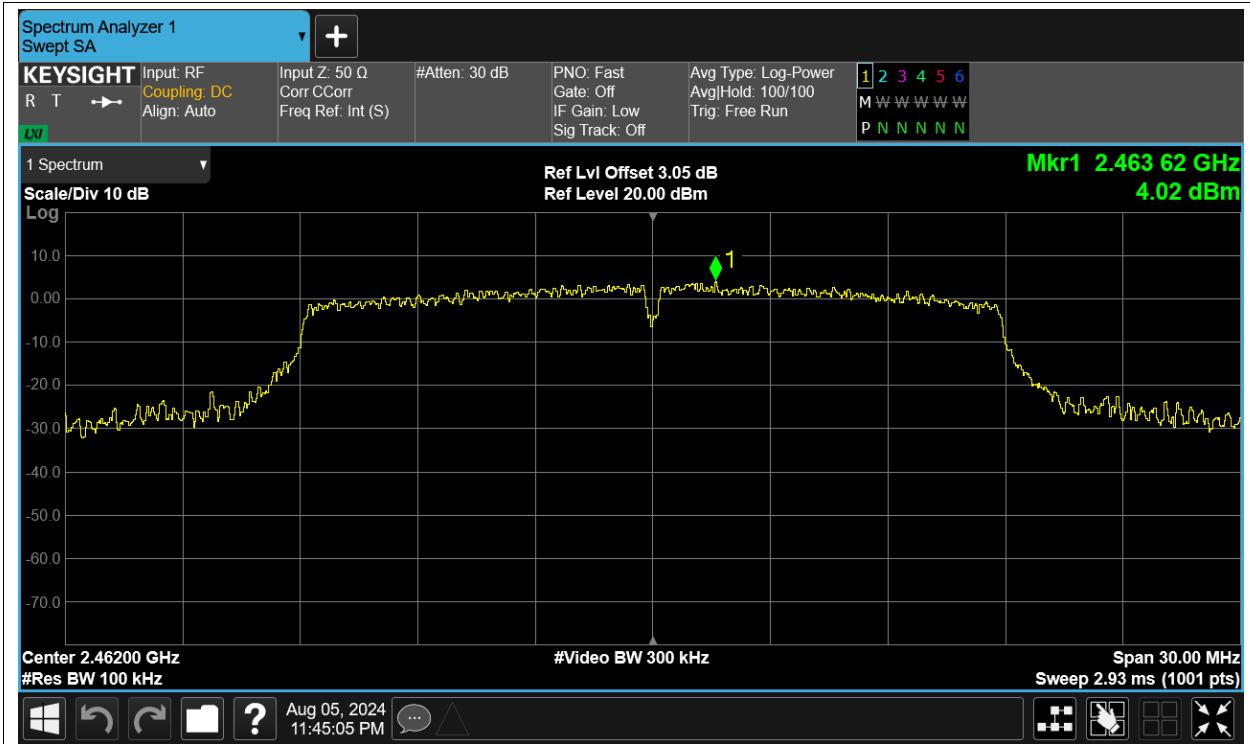 Spectrum Analyzer 1
Swept SA
KEYSIGHT
R T
LXI
Input: RF
Coupling: DC
Align: Auto
Input Z: 50 Ω
Corr CCorr
Freq Ref: Int (S)
#Atten: 30 dB
PNO: Fast
Gate: Off
IF Gain: Low
Sig Track: Off
Avg Type: Log-Power
Avg|Hold: 100/100
Trig: Free Run
1 2 3 4 5 6
M W W W W W
P N N N N N
1 Spectrum
Scale/Div 10 dB
Ref Lvl Offset 3.05 dB
Ref Level 20.00 dBm
Mkr1 2.463 62 GHz
4.02 dBm
Log
10.0
0.00
-10.0
-20.0
-30.0
-40.0
-50.0
-60.0
-70.0
1
Center 2.46200 GHz
#Video BW 300 kHz
Span 30.00 MHz
#Res BW 100 kHz
Sweep 2.93 ms (1001 pts)
?
Aug 05, 2024
11:45:05 PM